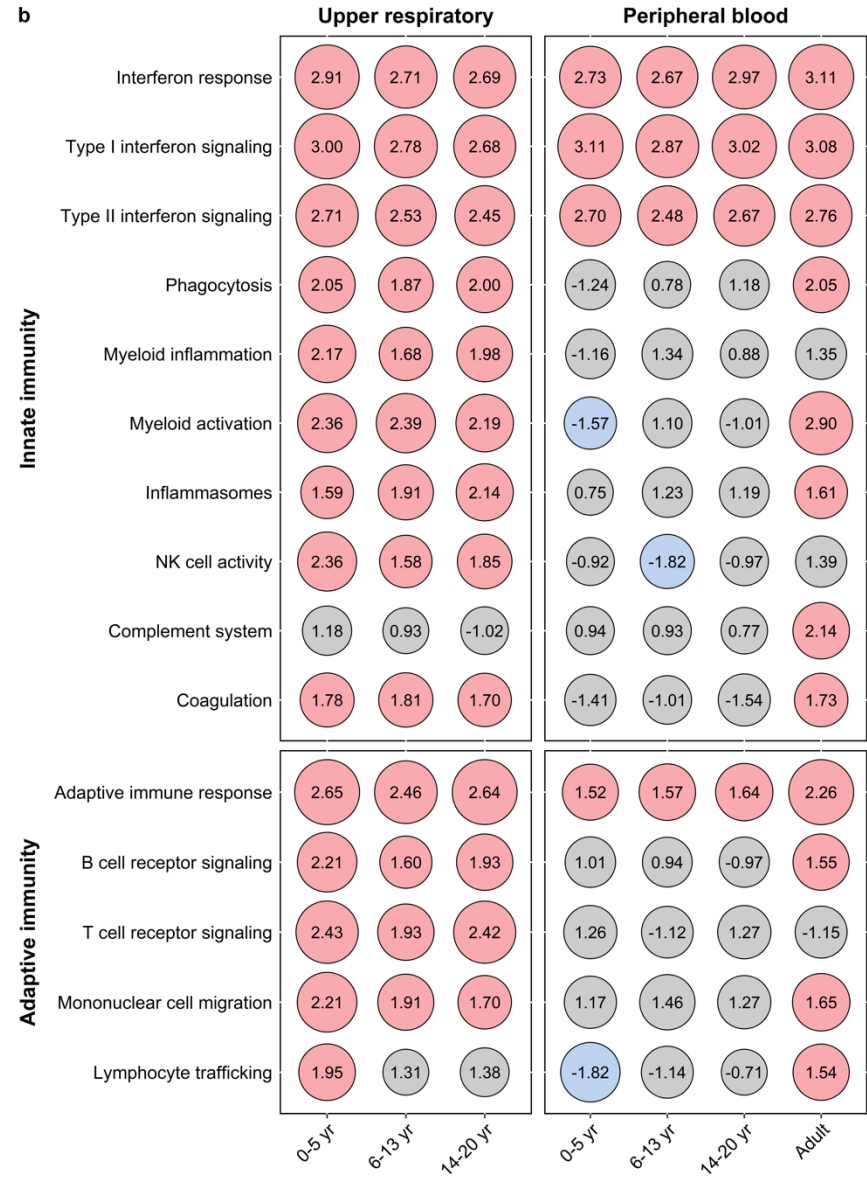 b
Upper respiratory Peripheral blood
Innate immunity
Interferon response 2.91 2.71 2.69 2.73 2.67 2.97 3.11
Type I interferon signaling 3.00 2.78 2.68 3.11 2.87 3.02 3.08
Type II interferon signaling 2.71 2.53 2.45 2.70 2.48 2.67 2.76
Phagocytosis 2.05 1.87 2.00 -1.24 0.78 1.18 2.05
Myeloid inflammation 2.17 1.68 1.98 -1.16 1.34 0.88 1.35
Myeloid activation 2.36 2.39 2.19 -1.57 1.10 -1.01 2.90
Inflammasomes 1.59 1.91 2.14 0.75 1.23 1.19 1.61
NK cell activity 2.36 1.58 1.85 -0.92 -1.82 -0.97 1.39
Complement system 1.18 0.93 -1.02 0.94 0.93 0.77 2.14
Coagulation 1.78 1.81 1.70 -1.41 -1.01 -1.54 1.73
Adaptive immunity
Adaptive immune response 2.65 2.46 2.64 1.52 1.57 1.64 2.26
B cell receptor signaling 2.21 1.60 1.93 1.01 0.94 -0.97 1.55
T cell receptor signaling 2.43 1.93 2.42 1.26 -1.12 1.27 -1.15
Mononuclear cell migration 2.21 1.91 1.70 1.17 1.46 1.27 1.65
Lymphocyte trafficking 1.95 1.31 1.38 -1.82 -1.14 -0.71 1.54
0-5 yr 6-13 yr 14-20 yr 0-5 yr 6-13 yr 14-20 yr Adult